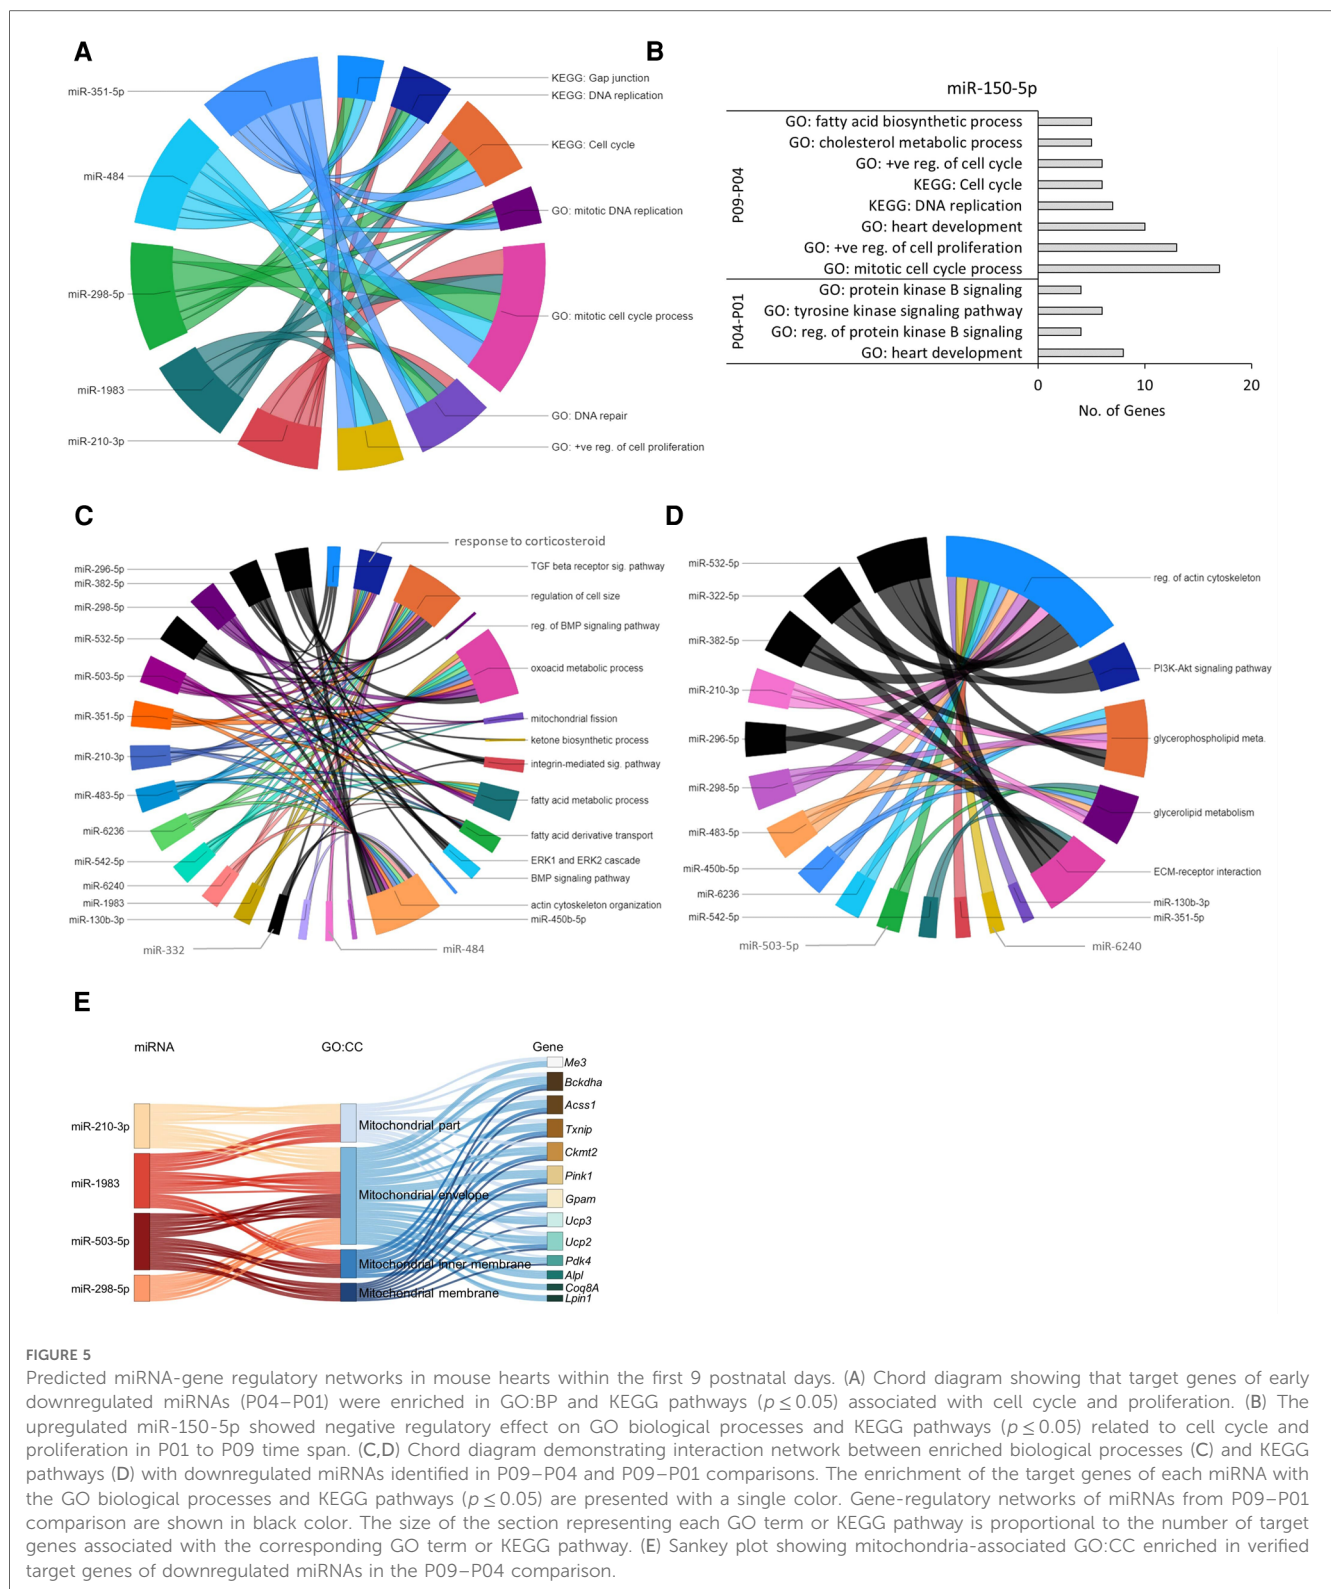 A
miR-351-5p
miR-484
miR-298-5p
miR-1983
miR-210-3p
KEGG: Gap junction
KEGG: DNA replication
KEGG: Cell cycle
GO: mitotic DNA replication
GO: mitotic cell cycle process
GO: DNA repair
GO: +ve reg. of cell proliferation
B
miR-150-5p
P09-P04
GO: fatty acid biosynthetic process
GO: cholesterol metabolic process
GO: +ve reg. of cell cycle
KEGG: Cell cycle
KEGG: DNA replication
GO: heart development
GO: +ve reg. of cell proliferation
GO: mitotic cell cycle process
P04-P01
GO: protein kinase B signaling
GO: tyrosine kinase signaling pathway
GO: reg. of protein kinase B signaling
GO: heart development
0 10 20
No. of Genes
C
miR-296-5p
miR-382-5p
miR-298-5p
miR-532-5p
miR-503-5p
miR-351-5p
miR-210-3p
miR-483-5p
miR-6236
miR-542-5p
miR-6240
miR-1983
miR-130b-3p
miR-332
response to corticosteroid
TGF beta receptor sig. pathway
regulation of cell size
reg. of BMP signaling pathway
oxoacid metabolic process
mitochondrial fission
ketone biosynthetic process
integrin-mediated sig. pathway
fatty acid metabolic process
fatty acid derivative transport
ERK1 and ERK2 cascade
BMP signaling pathway
actin cytoskeleton organization
miR-450b-5p
miR-484
D
miR-532-5p
miR-322-5p
miR-382-5p
miR-210-3p
miR-296-5p
miR-298-5p
miR-483-5p
miR-450b-5p
miR-6236
miR-542-5p
miR-503-5p
reg. of actin cytoskeleton
PI3K-Akt signaling pathway
glycerophospholipid meta.
glycerolipid metabolism
ECM-receptor interaction
miR-130b-3p
miR-351-5p
miR-6240
E
miRNA GO:CC Gene
miR-210-3p
miR-1983
miR-503-5p
miR-298-5p
Mitochondrial part
Mitochondrial envelope
Mitochondrial inner membrane
Mitochondrial membrane
Me3
Bckdha
Acss1
Txnip
Ckmt2
Pink1
Gpam
Ucp3
Ucp2
Pdk4
Alpl
Coq8A
Lpin1
FIGURE 5
Predicted miRNA-gene regulatory networks in mouse hearts within the first 9 postnatal days. (A) Chord diagram showing that target genes of early
downregulated miRNAs (P04–P01) were enriched in GO:BP and KEGG pathways (p ≤ 0.05) associated with cell cycle and proliferation. (B) The
upregulated miR-150-5p showed negative regulatory effect on GO biological processes and KEGG pathways (p ≤ 0.05) related to cell cycle and
proliferation in P01 to P09 time span. (C,D) Chord diagram demonstrating interaction network between enriched biological processes (C) and KEGG
pathways (D) with downregulated miRNAs identified in P09–P04 and P09–P01 comparisons. The enrichment of the target genes of each miRNA with
the GO biological processes and KEGG pathways (p ≤ 0.05) are presented with a single color. Gene-regulatory networks of miRNAs from P09–P01
comparison are shown in black color. The size of the section representing each GO term or KEGG pathway is proportional to the number of target
genes associated with the corresponding GO term or KEGG pathway. (E) Sankey plot showing mitochondria-associated GO:CC enriched in verified
target genes of downregulated miRNAs in the P09–P04 comparison.